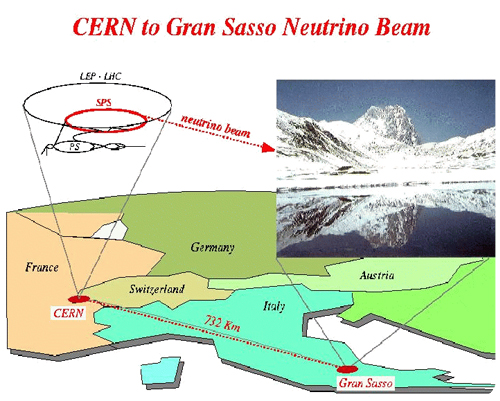 CERN to Gran Sasso Neutrino Beam
LEP - LHC
SPS
neutrino beam
PS
Germany
France
Austria
Switzerland
Italy
CERN
732 Km
Gran Sasso